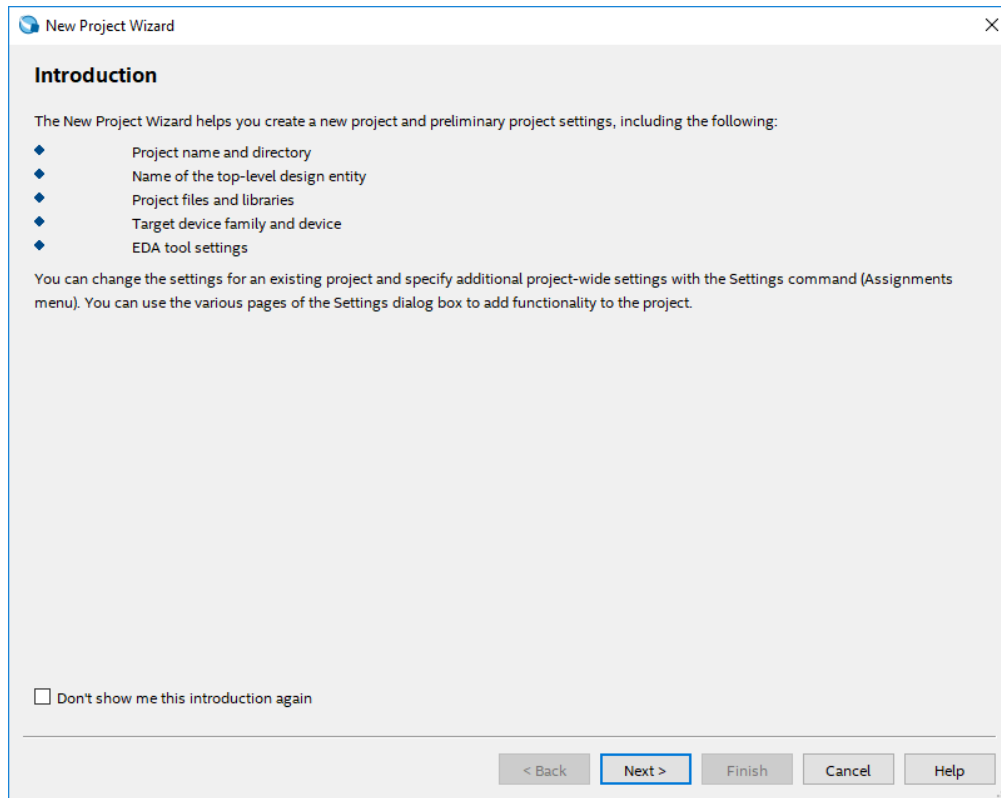 New Project Wizard
Introduction
The New Project Wizard helps you create a new project and preliminary project settings, including the following:
Project name and directory
Name of the top-level design entity
Project files and libraries
Target device family and device
EDA tool settings
You can change the settings for an existing project and specify additional project-wide settings with the Settings command (Assignments
menu). You can use the various pages of the Settings dialog box to add functionality to the project.
Don't show me this introduction again
< Back Next > Finish Cancel Help